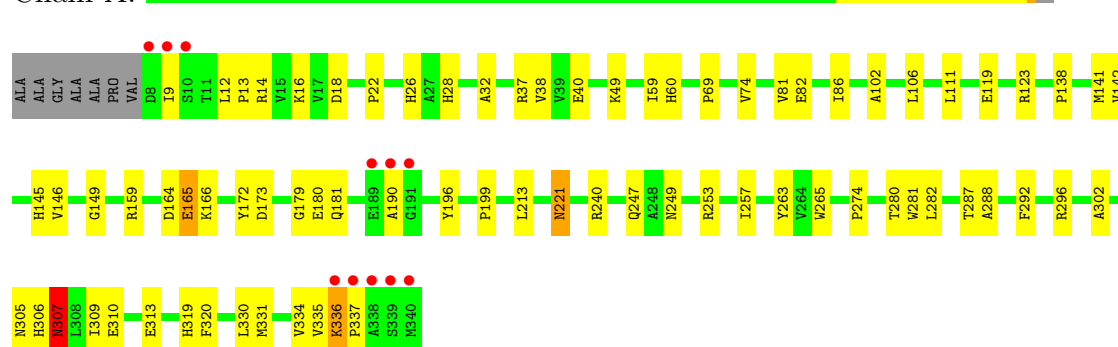 Chain A:
ALA ALA GLY ALA ALA PRO VAL D8 I9 S10 T11 L12 P13 R14 V15 K16 V17 D18 P22 H26 A27 H28 A32 R37 V38 V39 E40 K49 I59 H60 P69 V74 V81 E82 I86 A102 L106 L111 E119 R123 P138 M141 V142
H145 V146 G149 R159 D164 E165 K166 Y172 D173 G179 E180 Q181 E189 A190 G191 Y196 P199 L213 N221 R240 Q247 A248 N249 R253 I257 Y263 V264 W265 P274 T280 W281 L282 T287 A288 F292 R296 A302
N305 H306 N307 L308 I309 E310 E313 H319 F320 L330 M331 V334 V335 K336 P337 A338 S339 M340